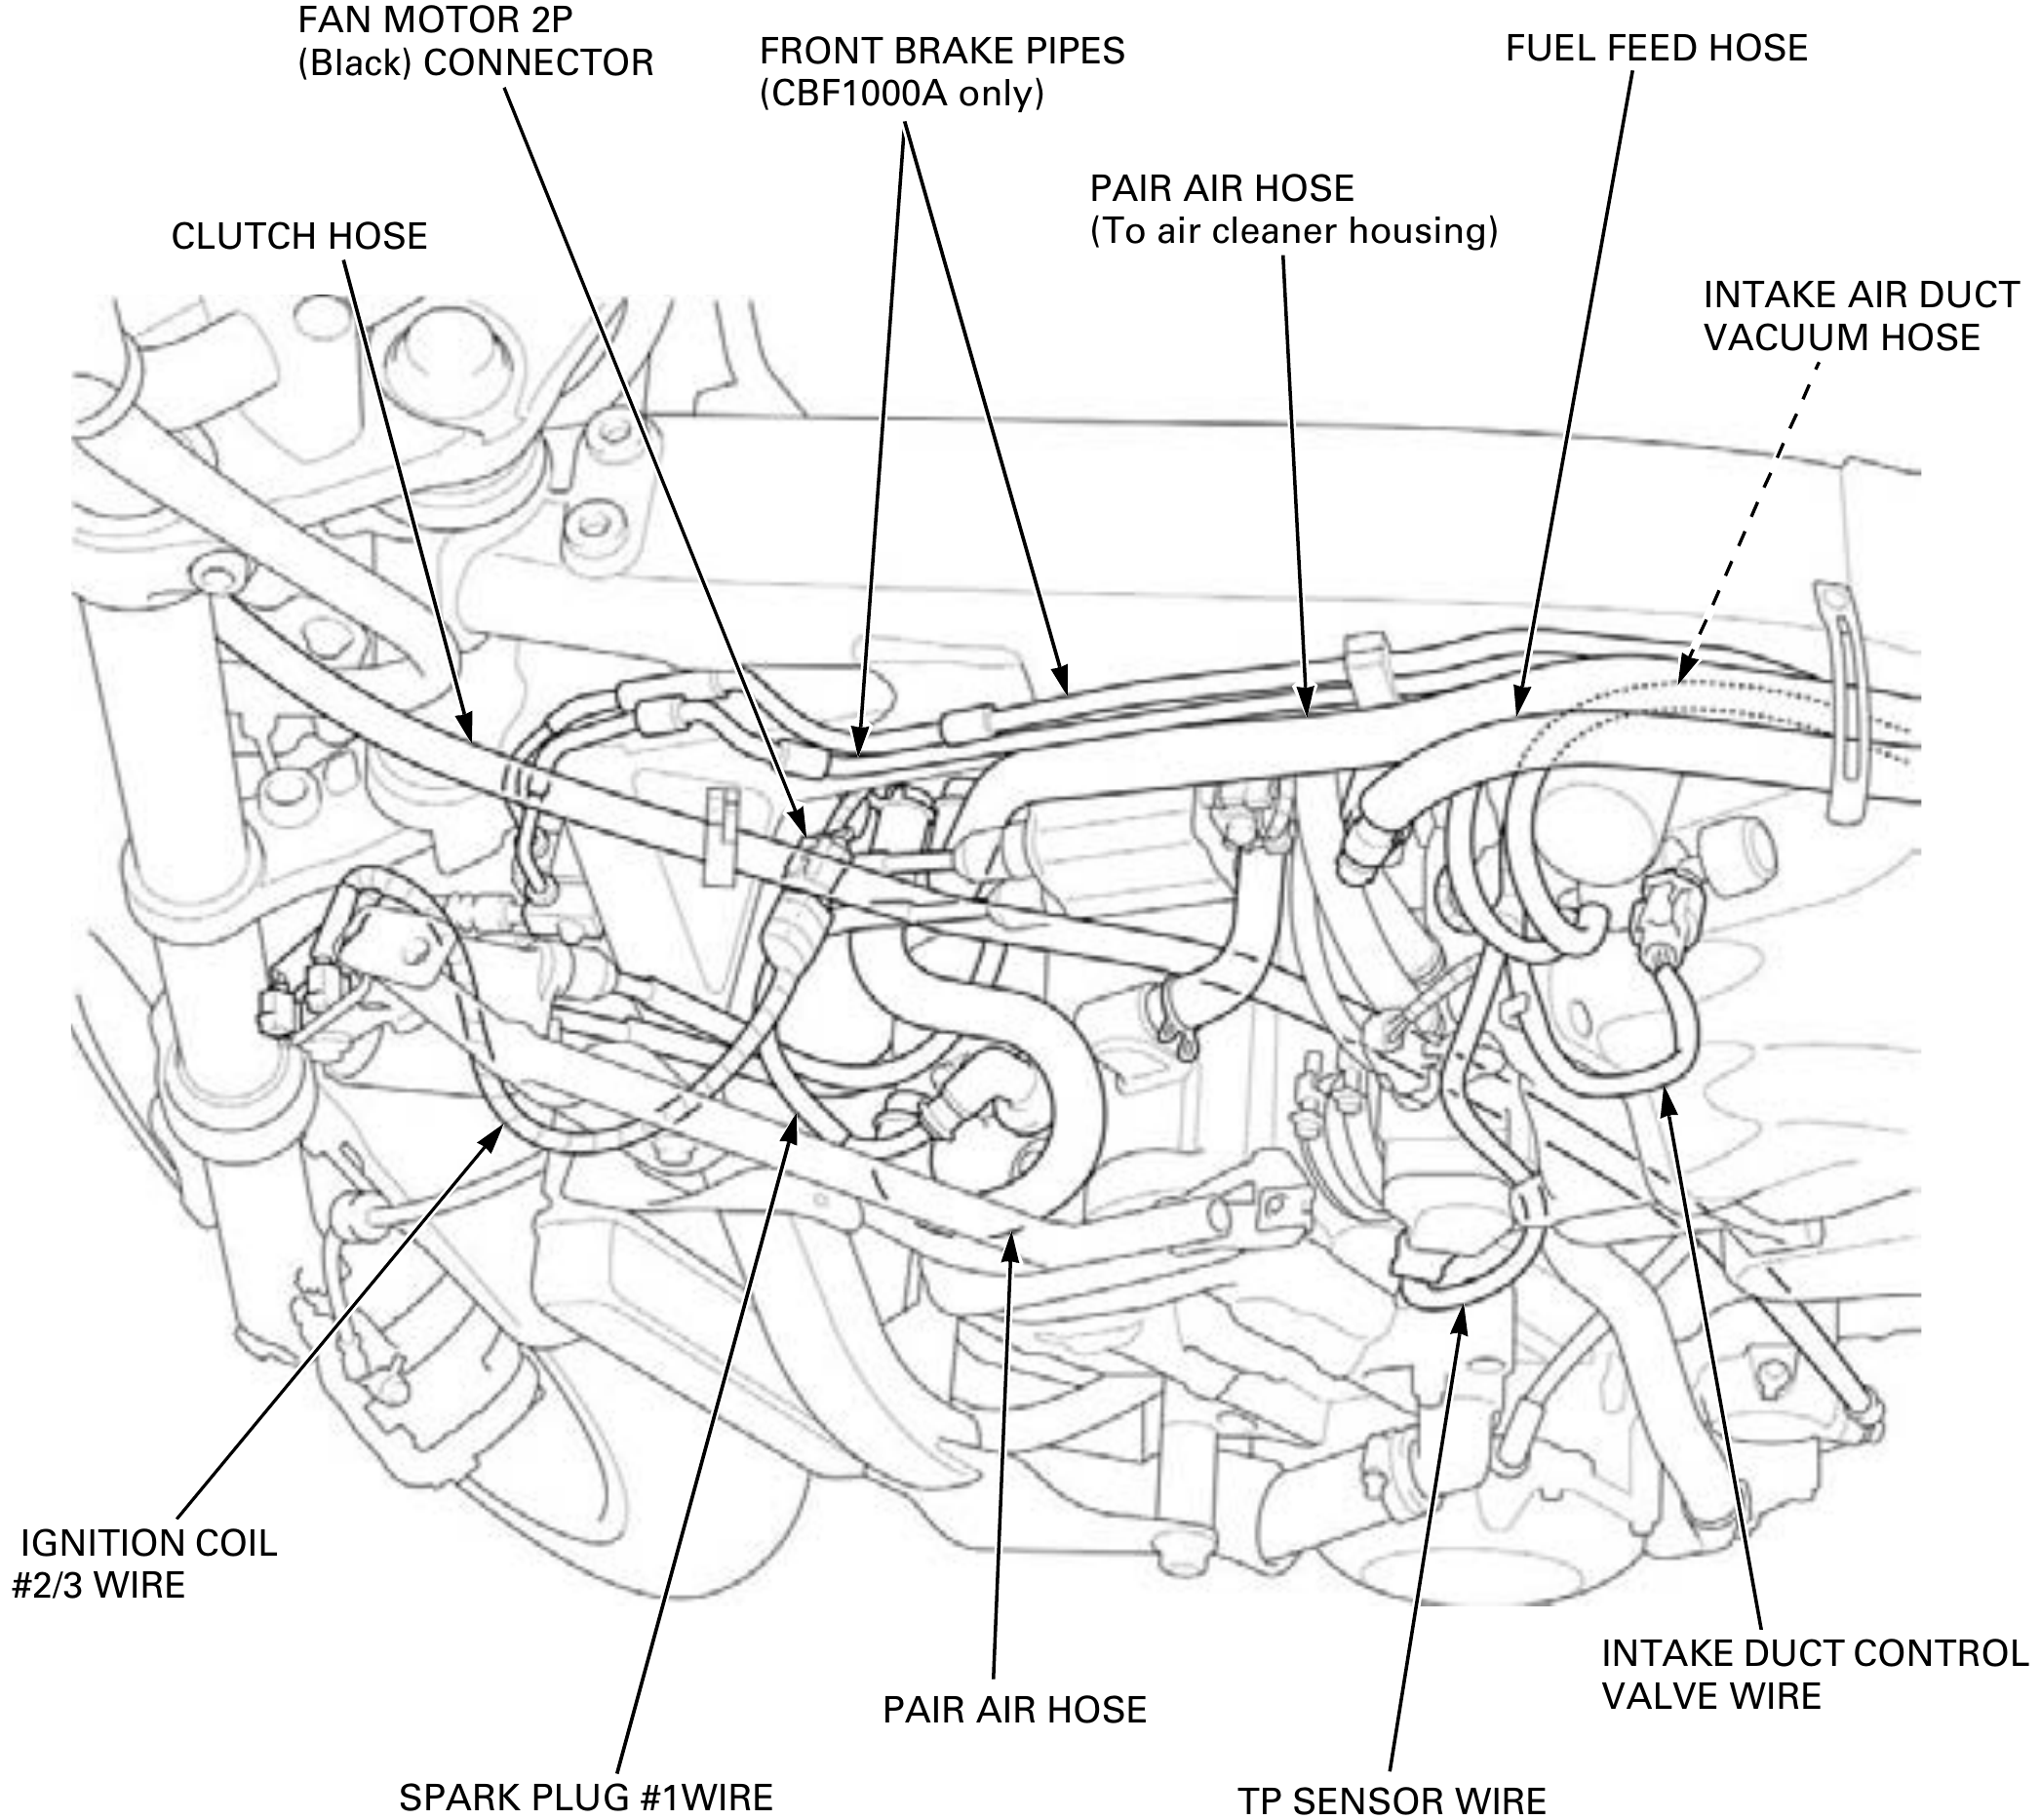 FAN MOTOR 2P
(Black) CONNECTOR
FRONT BRAKE PIPES
(CBF1000A only)
FUEL FEED HOSE
PAIR AIR HOSE
(To air cleaner housing)
CLUTCH HOSE
INTAKE AIR DUCT
VACUUM HOSE
IGNITION COIL
#2/3 WIRE
INTAKE DUCT CONTROL
VALVE WIRE
PAIR AIR HOSE
SPARK PLUG #1WIRE
TP SENSOR WIRE